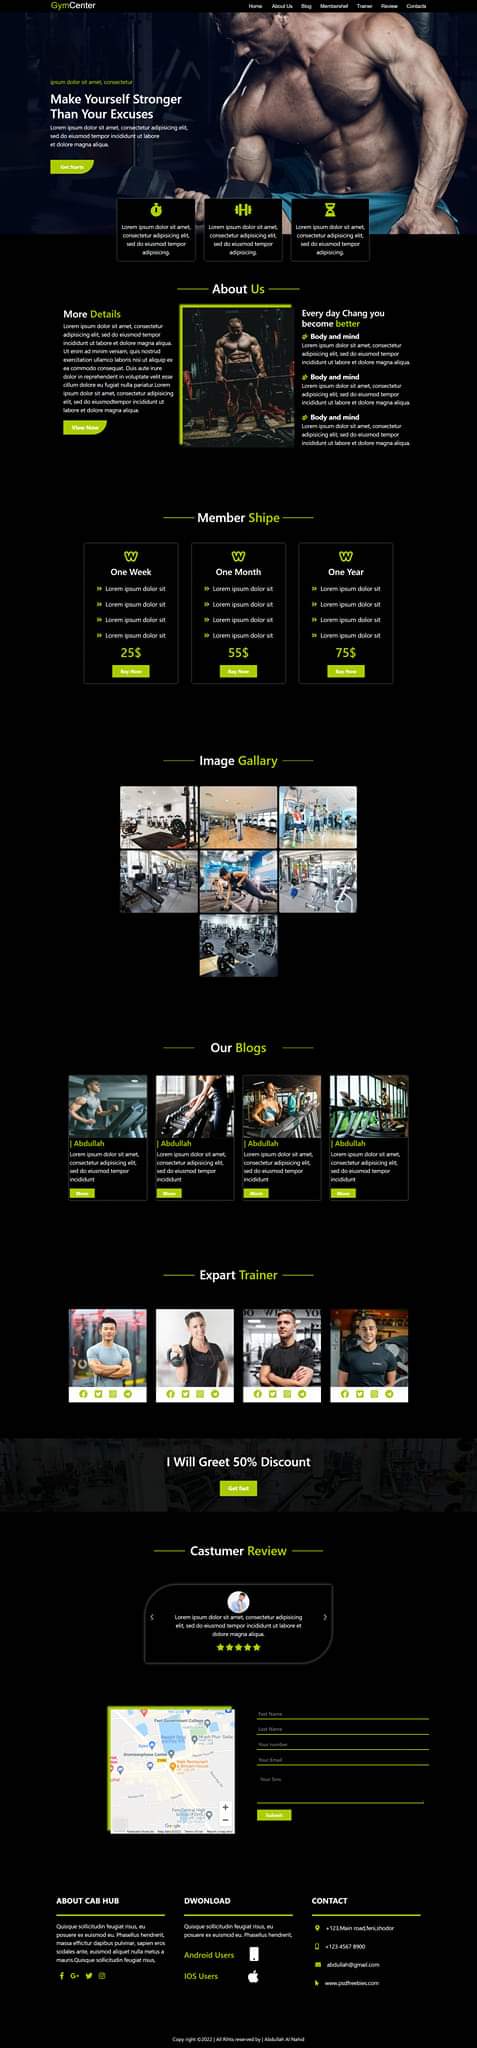 GymCenter
Home About Us Blog Membershef Trainer Review Contacts
ipsum dolor sit amet, consectetur
Make Yourself Stronger
Than Your Excuses
Lorem ipsum dolor sit amet, consectetur adipisicing elit,
sed do eiusmod tempor incididunt ut labore
et dolore magna aliqua.
Get Starts
Lorem ipsum dolor sit amet,
consectetur adipisicing elit,
sed do eiusmod tempor
adipisicing.
Lorem ipsum dolor sit amet,
consectetur adipisicing elit,
sed do eiusmod tempor
adipisicing.
Lorem ipsum dolor sit amet,
consectetur adipisicing elit,
sed do eiusmod tempor
adipisicing.
About Us
More Details
Lorem ipsum dolor sit amet, consectetur
adipisicing elit, sed do eiusmod tempor
incididunt ut labore et dolore magna aliqua.
Ut enim ad minim veniam, quis nostrud
exercitation ullamco laboris nisi ut aliquip ex
ea commodo consequat. Duis aute irure
dolor in reprehenderit in voluptate velit esse
cillum dolore eu fugiat nulla pariatur.Lorem
ipsum dolor sit amet, consectetur adipisicing
elit, sed do eiusmodtempor incididunt ut
labore et dolore magna aliqua.
View Now
Every day Chang you
become better
Body and mind
Lorem ipsum dolor sit amet, consectetur
adipisicing elit, sed do eiusmod tempor
incididunt ut labore et dolore magna aliqua.
Body and mind
Lorem ipsum dolor sit amet, consectetur
adipisicing elit, sed do eiusmod tempor
incididunt ut labore et dolore magna aliqua.
Body and mind
Lorem ipsum dolor sit amet, consectetur
adipisicing elit, sed do eiusmod tempor
incididunt ut labore et dolore magna aliqua.
Member Shipe
One Week
Lorem ipsum dolor sit
Lorem ipsum dolor sit
Lorem ipsum dolor sit
Lorem ipsum dolor sit
25$
Buy Now
One Month
Lorem ipsum dolor sit
Lorem ipsum dolor sit
Lorem ipsum dolor sit
Lorem ipsum dolor sit
55$
Buy Now
One Year
Lorem ipsum dolor sit
Lorem ipsum dolor sit
Lorem ipsum dolor sit
Lorem ipsum dolor sit
75$
Buy Now
Image Gallary
Our Blogs
| Abdullah
Lorem ipsum dolor sit amet,
consectetur adipisicing elit,
sed do eiusmod tempor
incididunt
More
| Abdullah
Lorem ipsum dolor sit amet,
consectetur adipisicing elit,
sed do eiusmod tempor
incididunt
More
| Abdullah
Lorem ipsum dolor sit amet,
consectetur adipisicing elit,
sed do eiusmod tempor
incididunt
More
| Abdullah
Lorem ipsum dolor sit amet,
consectetur adipisicing elit,
sed do eiusmod tempor
incididunt
More
Expart Trainer
I Will Greet 50% Discount
Get fast
Castumer Review
Lorem ipsum dolor sit amet, consectetur adipisicing
elit, sed do eiusmod tempor incididunt ut labore et
dolore magna aliqua.
Feni Government College
Google
Last Name
Your number
Your Email
Submit
ABOUT CAB HUB
Quisque sollicitudin feugiat risus, eu
posuere ex euismod eu. Phasellus hendrerit,
massa efficitur dapibus pulvinar, sapien eros
sodales ante, euismod aliquet nulla metus a
mauris.Quisque sollicitudin feugiat risus,
DWONLOAD
Quisque sollicitudin feugiat risus, eu
posuere ex euismod eu. Phasellus hendrerit,
Android Users
IOS Users
CONTACT
+123,Main road,feni,shodor
+123 4567 8900
abdullah@gmail.com
www.psdfreebies.com
Copy right ©2022 | All Rihts reserved by | Abdullah Al Nahid